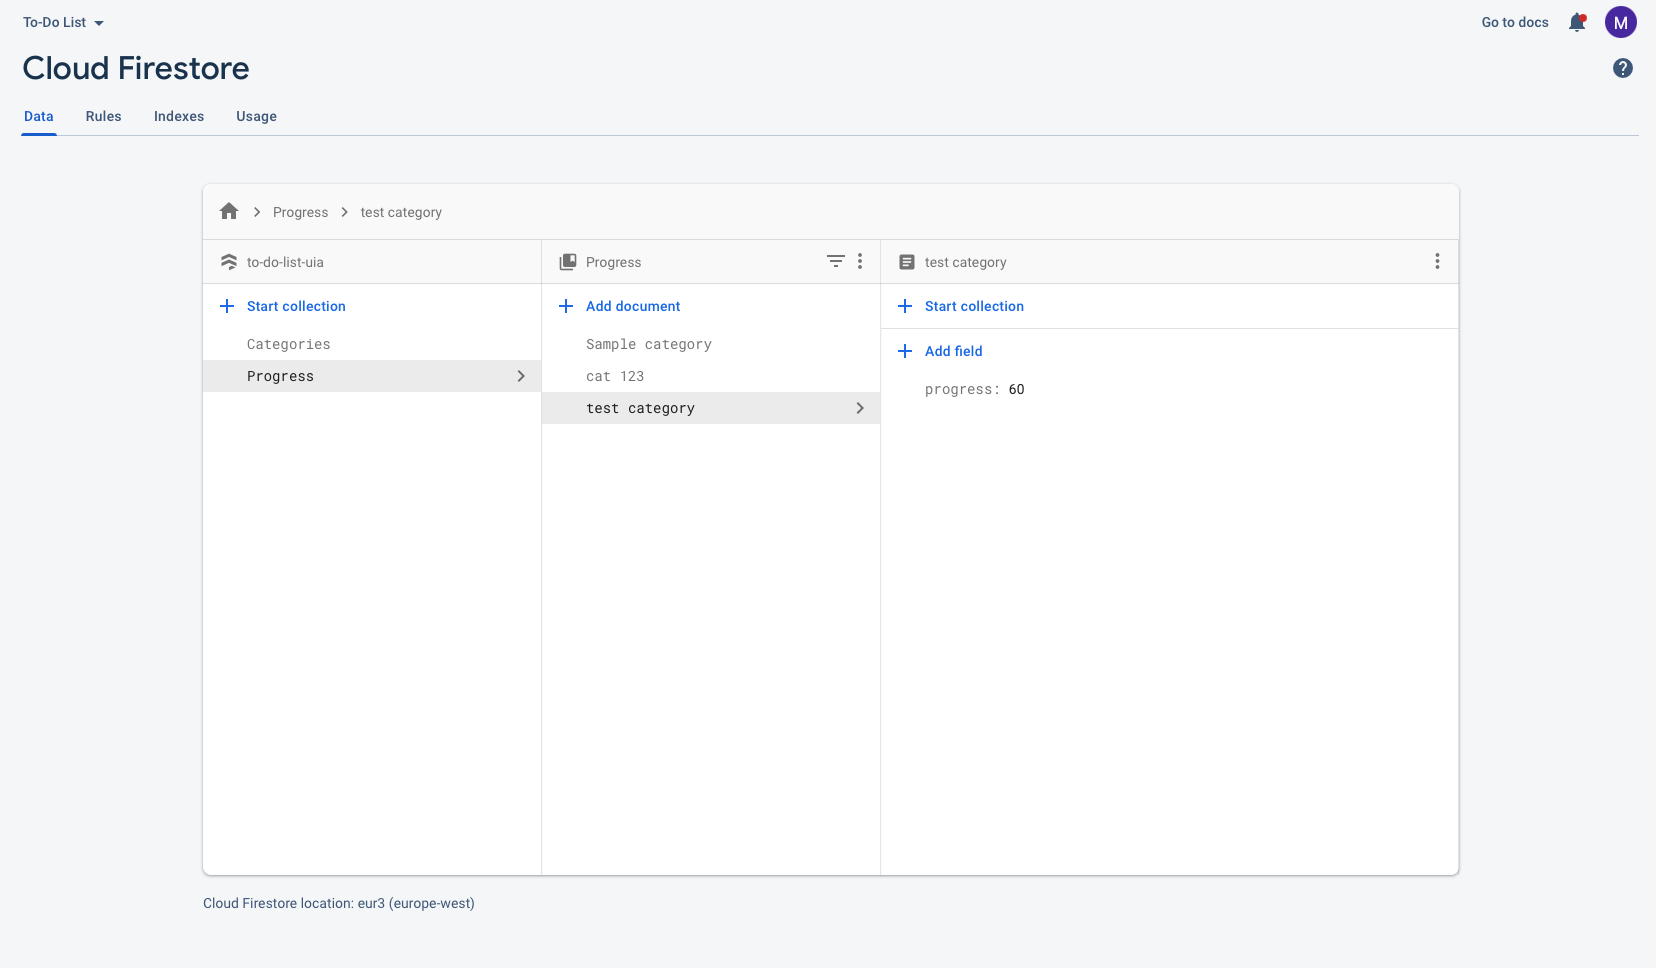 To-Do List
Go to docs
M
Cloud Firestore
?
Data Rules Indexes Usage
Progress test category
to-do-list-uia
Start collection
Categories
Progress
Progress
Add document
Sample category
cat 123
test category
test category
Start collection
Add field
progress: 60
Cloud Firestore location: eur3 (europe-west)